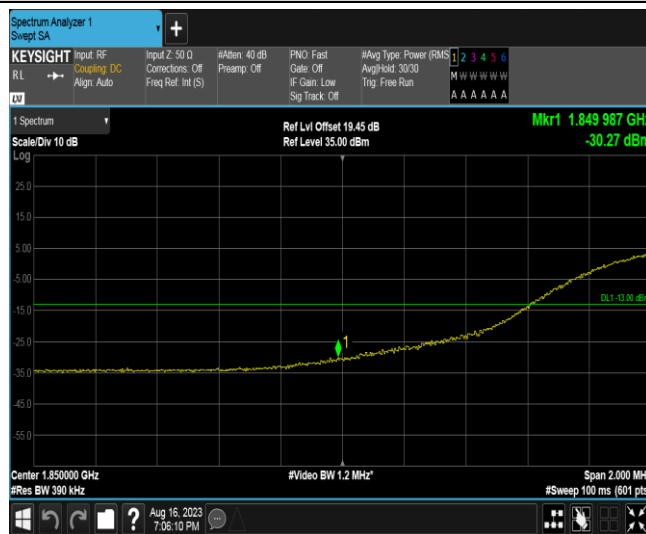 Spectrum Analyzer 1
Swept SA
+
KEYSIGHT
RL
Input: RF
Coupling: DC
Align: Auto
Input Z: 50 Ω
Corrections: Off
Freq Ref: Int (S)
#Atten: 40 dB
Preamp: Off
PNO: Fast
Gate: Off
IF Gain: Low
Sig Track: Off
#Avg Type: Power (RMS
Avg|Hold: 30/30
Trig: Free Run
1 2 3 4 5 6
M W W W W W
A A A A A A
LXI
1 Spectrum
Scale/Div 10 dB
Ref Lvl Offset 19.45 dB
Ref Level 35.00 dBm
Mkr1 1.849 987 GHz
-30.27 dBm
Log
25.0
15.0
5.00
-5.00
-15.0
-25.0
-35.0
-45.0
-55.0
DL1 -13.00 dBm
1
Center 1.850000 GHz
#Res BW 390 kHz
#Video BW 1.2 MHz*
Span 2.000 MH
#Sweep 100 ms (601 pts
?
Aug 16, 2023
7:06:10 PM